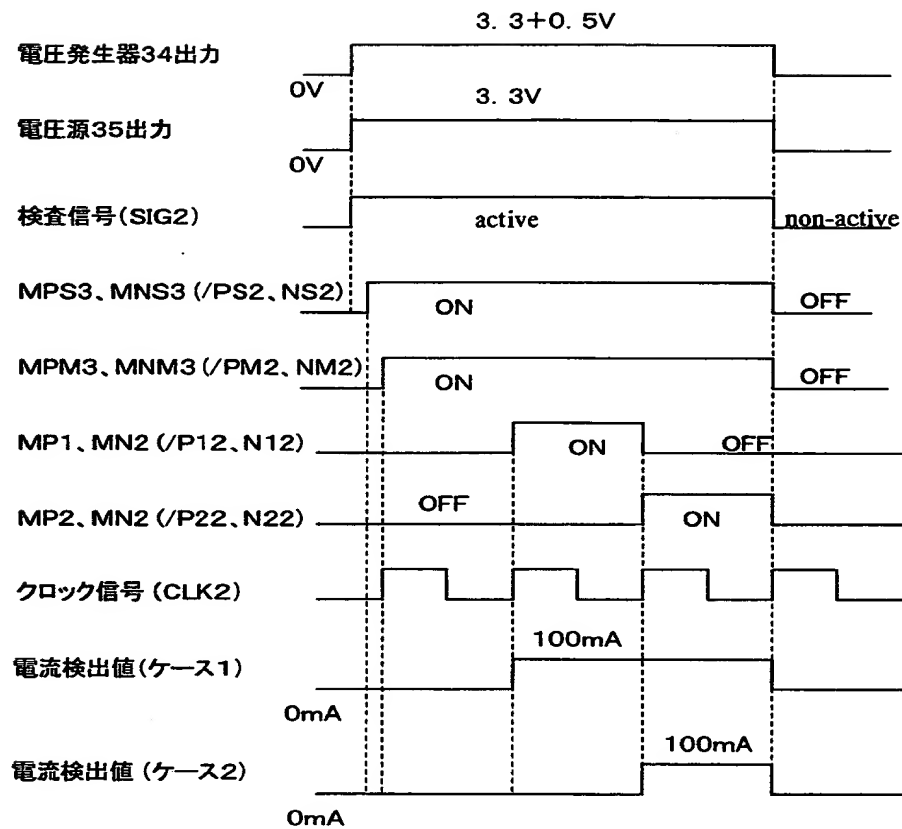 3. 3+0. 5V
電圧発生器34出力
0V
3. 3V
電圧源35出力
0V
検査信号(SIG2)
active
non-active
MPS3、MNS3 (/PS2、NS2)
ON
OFF
MPM3、MNM3 (/PM2、NM2)
ON
OFF
MP1、MN2 (/P12、N12)
ON
OFF
MP2、MN2 (/P22、N22)
OFF
ON
クロック信号 (CLK2)
100mA
電流検出値(ケース1)
0mA
100mA
電流検出値 (ケース2)
0mA